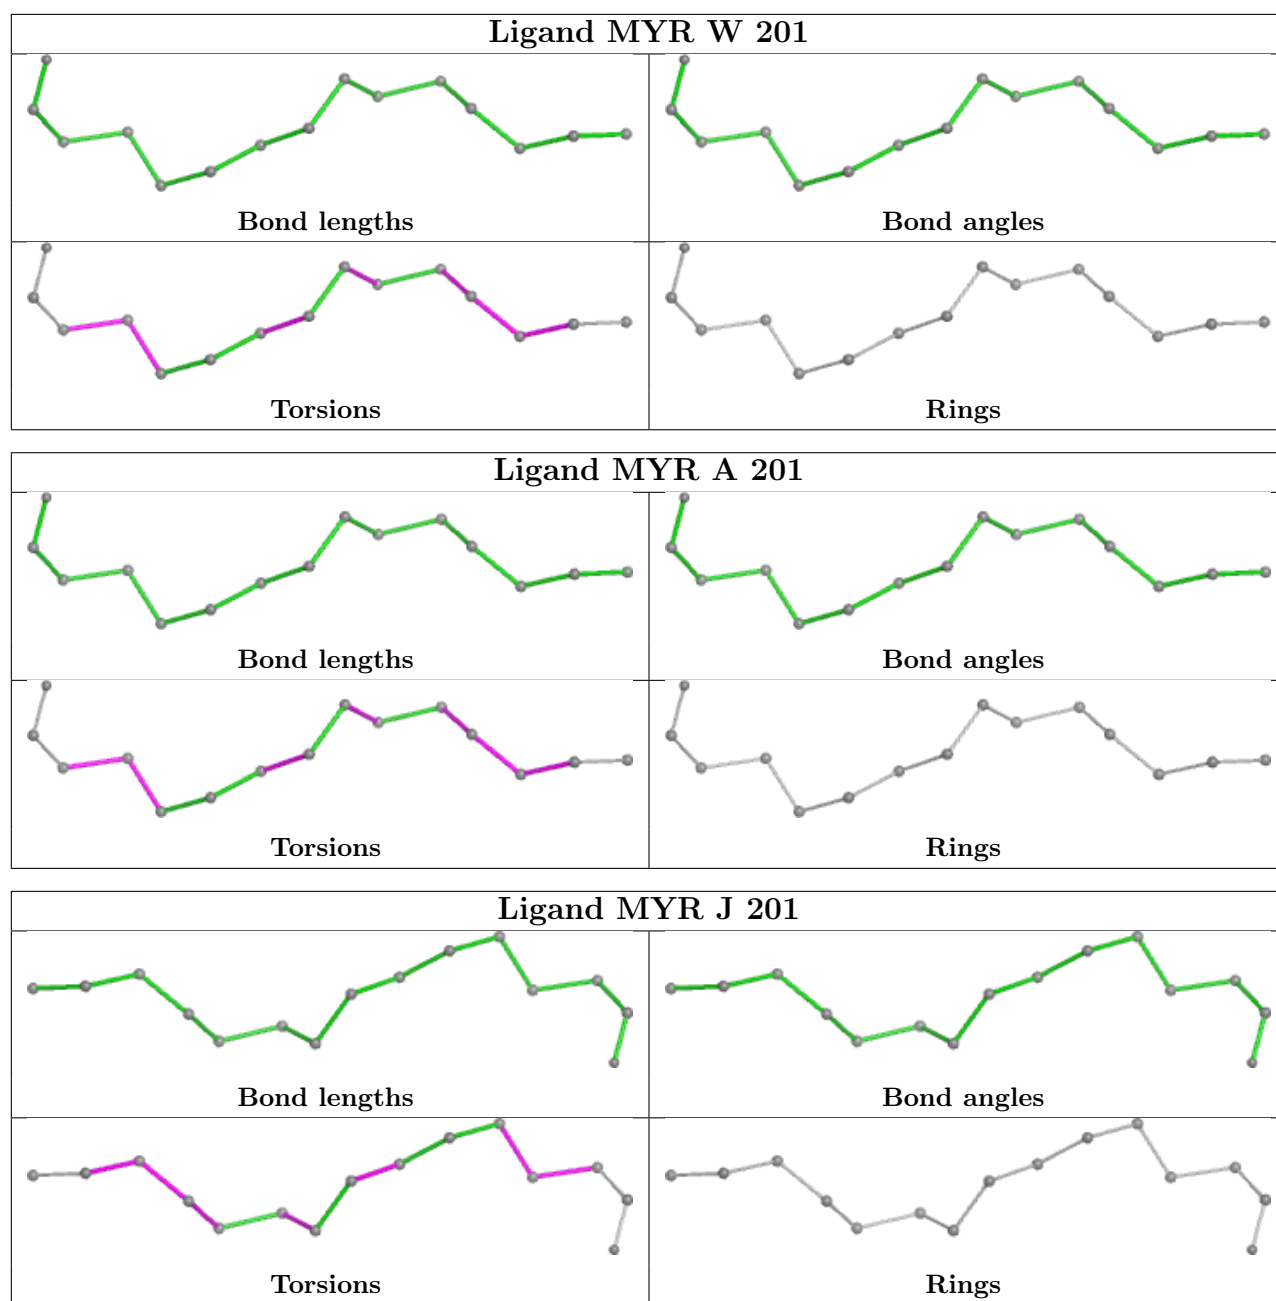 Ligand MYR W 201
Bond lengths
Bond angles
Torsions
Rings
Ligand MYR A 201
Bond lengths
Bond angles
Torsions
Rings
Ligand MYR J 201
Bond lengths
Bond angles
Torsions
Rings